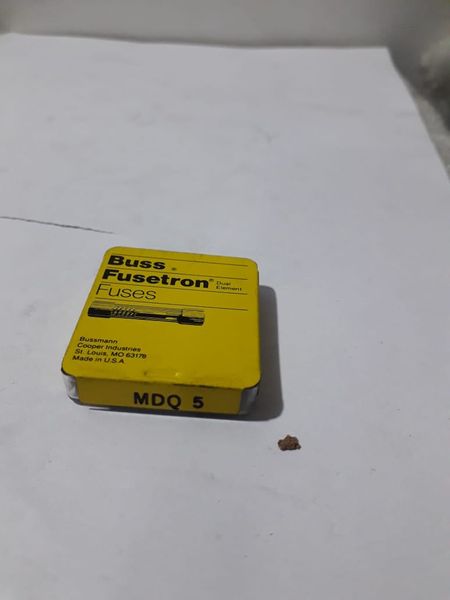 Buss ®
Fusetron® Dual Element
Fuses
Bussmann
Cooper Industries
St. Louis, MO 63178
Made in U.S.A
MDQ 5